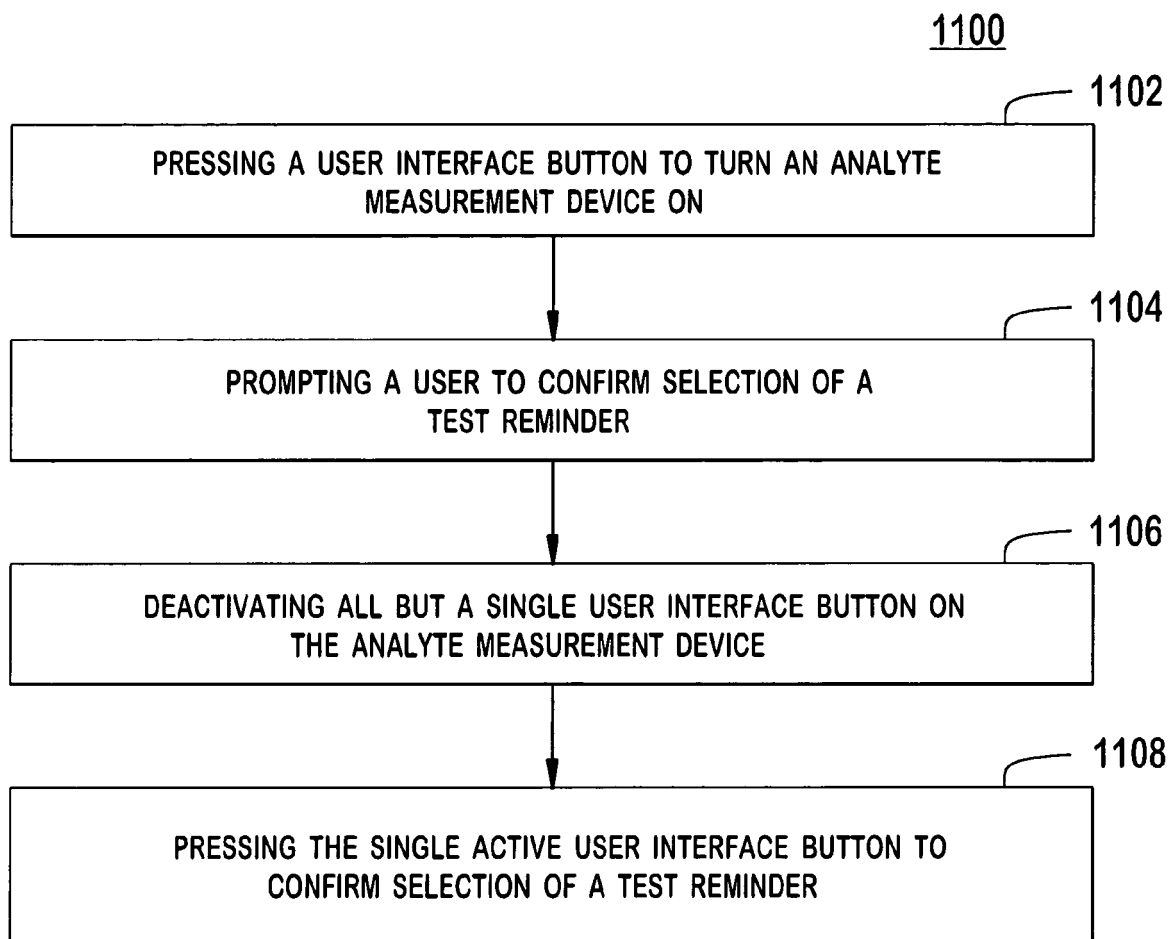 1100
1102
PRESSING A USER INTERFACE BUTTON TO TURN AN ANALYTE
MEASUREMENT DEVICE ON
1104
PROMPTING A USER TO CONFIRM SELECTION OF A
TEST REMINDER
1106
DEACTIVATING ALL BUT A SINGLE USER INTERFACE BUTTON ON
THE ANALYTE MEASUREMENT DEVICE
1108
PRESSING THE SINGLE ACTIVE USER INTERFACE BUTTON TO
CONFIRM SELECTION OF A TEST REMINDER